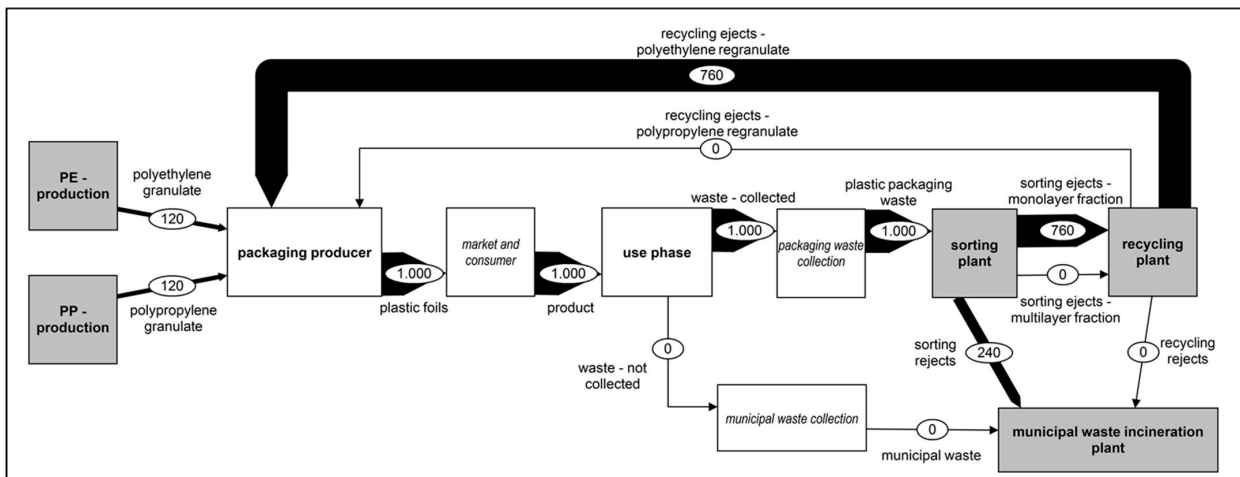 recycling ejects -
polyethylene regranulate
760
recycling ejects -
polypropylene regranulate
0
PE -
production
polyethylene
granulate
120
PP -
production
120
polypropylene
granulate
packaging producer
1.000
plastic foils
market and
consumer
1.000
product
use phase
waste - collected
1.000
packaging waste
collection
plastic packaging
waste
1.000
sorting
plant
sorting ejects -
monolayer fraction
760
0
sorting ejects -
multilayer fraction
recycling
plant
0
waste - not
collected
sorting
rejects
240
0
recycling
rejects
municipal waste collection
0
municipal waste
municipal waste incineration
plant